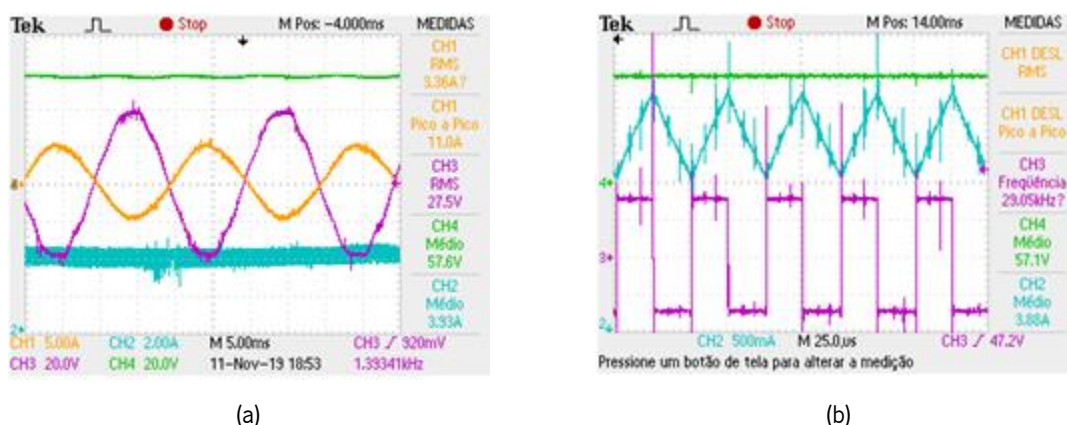 Tek
Stop
M Pos: -4.000ms
MEDIDAS
CH1
RMS
3.36A?
CH1
Pico a Pico
11.0A
CH3
RMS
27.5V
CH4
Médio
57.6V
CH2
Médio
3.93A
CH1 5.00A
CH2 2.00A
M 5.00ms
CH3 920mV
CH3 20.0V
CH4 20.0V
11-Nov-19 18:53
1.39341kHz
(a)
Tek
Stop
M Pos: 14.00ms
MEDIDAS
CH1 DESL
RMS
CH1 DESL
Pico a Pico
CH3
Freqüência
29.05kHz?
CH4
Médio
57.1V
CH2
Médio
3.88A
CH2 500mA
M 25.0µs
CH3 47.2V
Pressione um botão de tela para alterar a medição
(b)